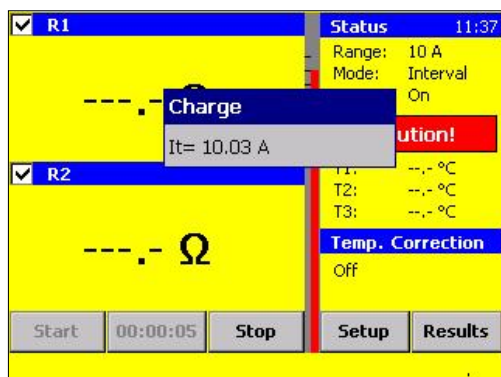 R1
---.-
Charge
It= 10.03 A
R2
---.- Ω
Start 00:00:05 Stop
Status 11:37
Range: 10 A
Mode: Interval
On
ution!
T1: --.- °C
T2: --.- °C
T3: --.- °C
Temp. Correction
Off
Setup Results